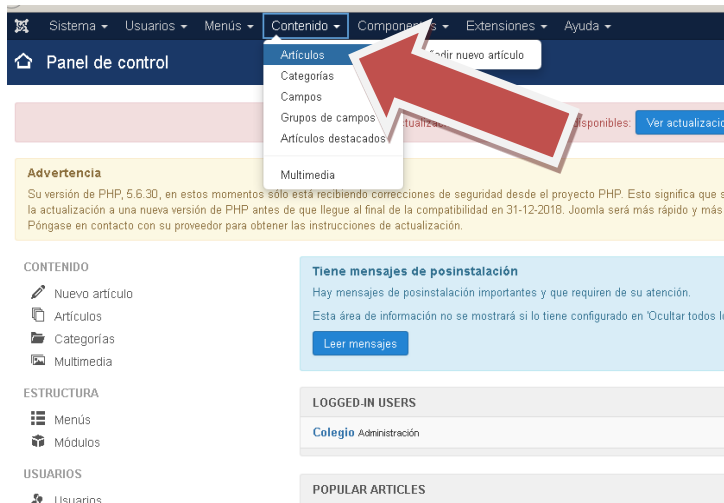 Sistema Usuarios Menús Contenido Componentes Extensiones Ayuda
Panel de control
Artículos
nuevo artículo
Categorías
Campos
Grupos de campos
Artículos destacados
Multimedia
disponibles: Ver
Advertencia
Su versión de PHP, 5.6.30, en estos momentos sólo está recibiendo correcciones de seguridad desde el proyecto PHP. Esto significa que
la actualización a una nueva versión de PHP antes de que llegue al final de la compatibilidad en 31-12-2018. Joomla será más rápido y más
Póngase en contacto con su proveedor para obtener las instrucciones de actualización.
CONTENIDO
Nuevo artículo
Artículos
Categorías
Multimedia
ESTRUCTURA
Menús
Módulos
USUARIOS
Usuarios
Tiene mensajes de posinstalación
Hay mensajes de posinstalación importantes y que requiren de su atención.
Esta área de información no se mostrará si lo tiene configurado en 'Ocultar todos
Leer mensajes
LOGGED-IN USERS
Colegio Administración
POPULAR ARTICLES